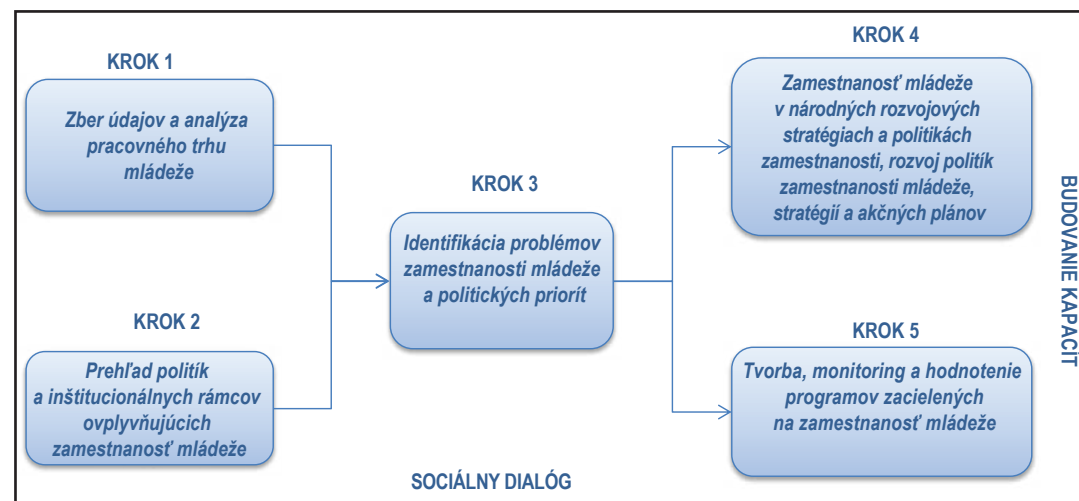 KROK 1
Zber údajov a analýza
pracovného trhu
mládeže
KROK 2
Prehľad politík
a inštitucionálnych rámcov
ovplyvňujúcich
zamestnanosť mládeže
KROK 3
Identifikácia problémov
zamestnanosti mládeže
a politických priorít
KROK 4
Zamestnanosť mládeže
v národných rozvojových
stratégiach a politikách
zamestnanosti, rozvoj politík
zamestnanosti mládeže,
stratégií a akčných plánov
KROK 5
Tvorba, monitoring a hodnotenie
programov zacielených
na zamestnanosť mládeže
BUDOVANIE KAPACÍT
SOCIÁLNY DIALÓG